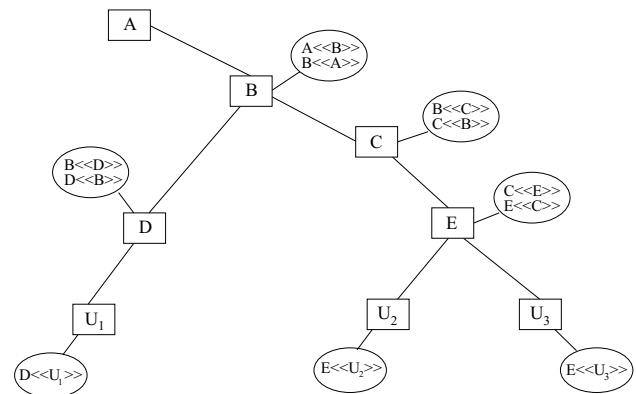 A
A<<B>>
B<<A>>
B
B<<C>>
C<<B>>
C
B<<D>>
D<<B>>
C<<E>>
E<<C>>
D
E
U₁
U₂
U₃
D<<U₁>>
E<<U₂>>
E<<U₃>>